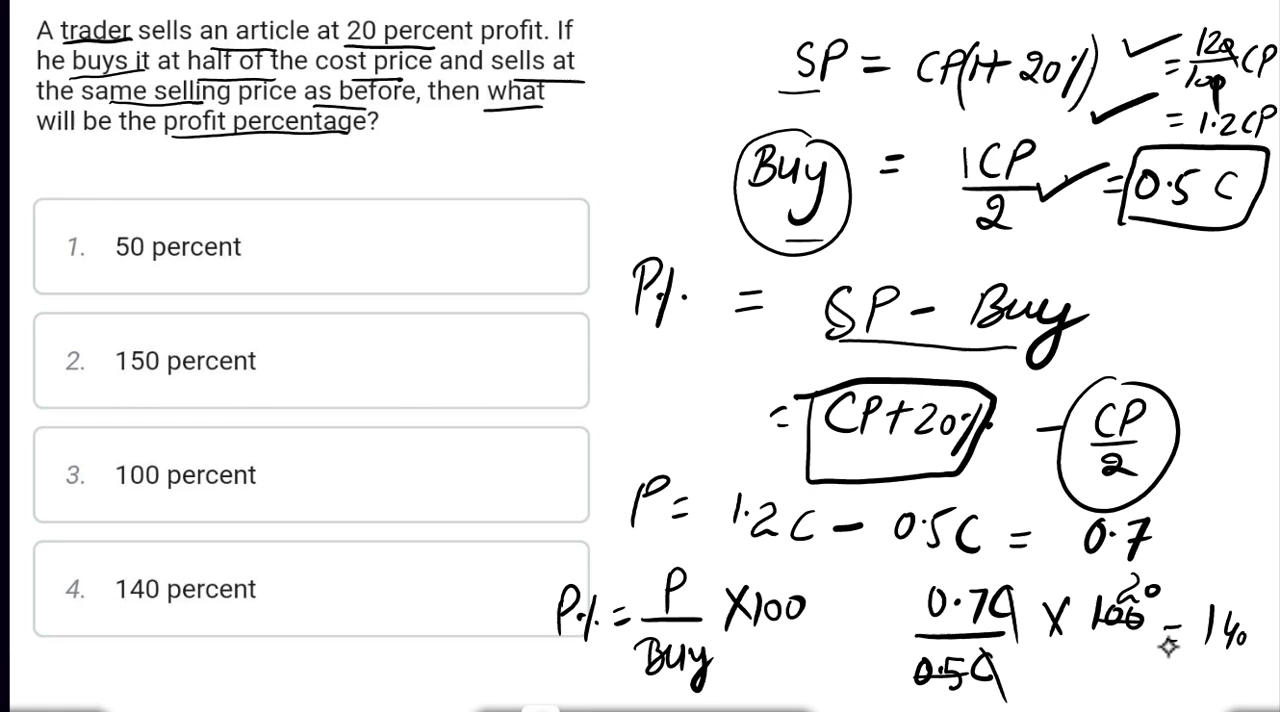 A trader sells an article at 20 percent profit. If
he buys it at half of the cost price and sells at
the same selling price as before, then what
will be the profit percentage?
1. 50 percent
2. 150 percent
3. 100 percent
4. 140 percent
SP = CP(1+20%) = 120/100 CP
= 1.2CP
Buy = 1CP/2 = 0.5 C
P% = SP - Buy
= CP+20% - CP/2
P = 1.2C - 0.5C = 0.7
P% = P/Buy X100 0.7C/0.5C X 100 20 = 140